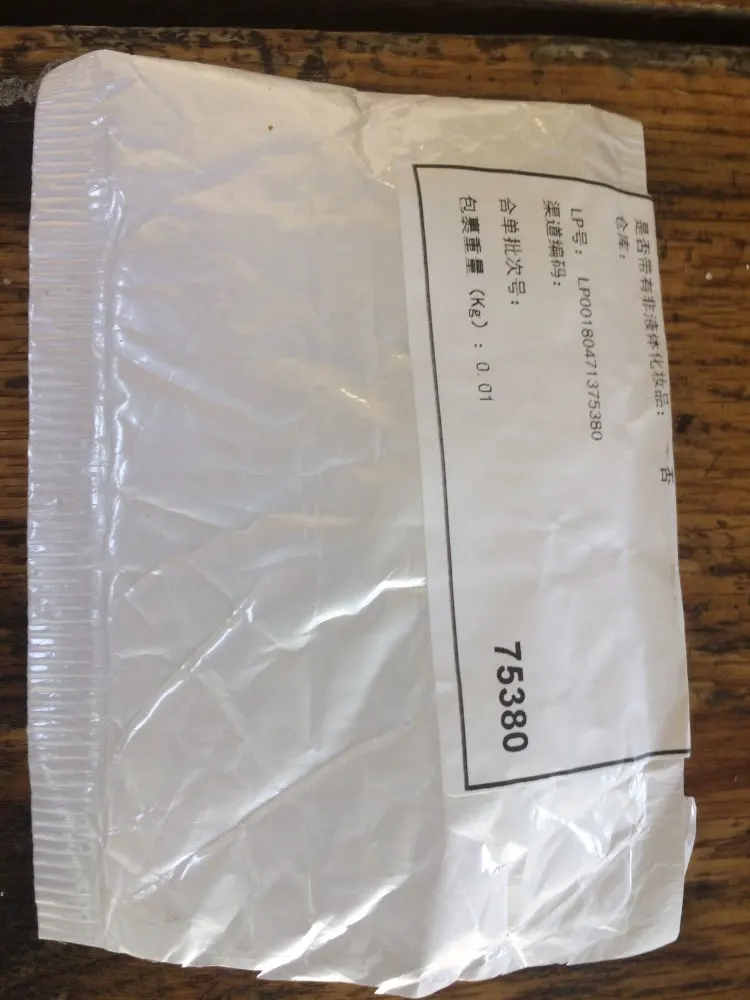 是否带有非液体化妆品： 否
仓库：
LP号： LP00180471375380
渠道编码：
合单批次号：
包裹重量（Kg）：0.01
75380